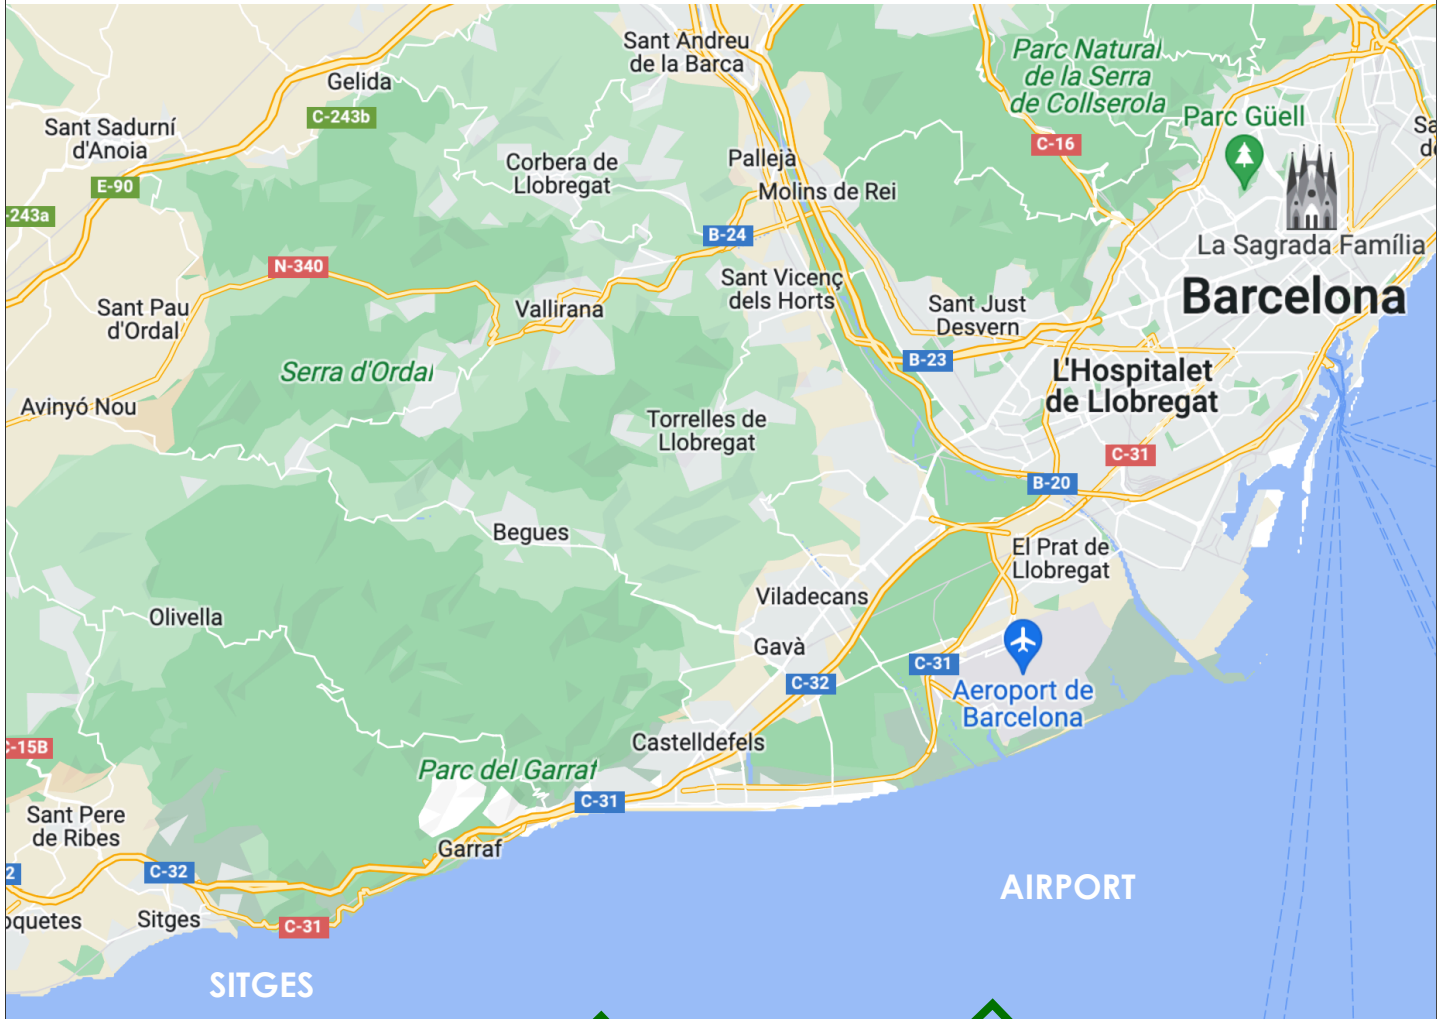 Sant Andreu
de la Barca
Parc Natural
de la Serra
de Collserola
Gelida
C-243b
Parc Güell
Sant Sadurní
d'Anoia
C-16
Corbera de
Llobregat
Pallejà
Molins de Rei
E-90
-243a
B-24
La Sagrada Família
N-340
Sant Vicenç
dels Horts
Barcelona
Sant Pau
d'Ordal
Vallirana
Sant Just
Desvern
B-23
Serra d'Ordal
L'Hospitalet
de Llobregat
Avinyó Nou
Torrelles de
Llobregat
C-31
B-20
Begues
El Prat de
Llobregat
Viladecans
Olivella
Gavà
C-31
C-32
Aeroport de
Barcelona
Castelldefels
C-15B
Parc del Garraf
C-31
Sant Pere
de Ribes
Garraf
C-32
2
AIRPORT
oquetes
Sitges
C-31
SITGES